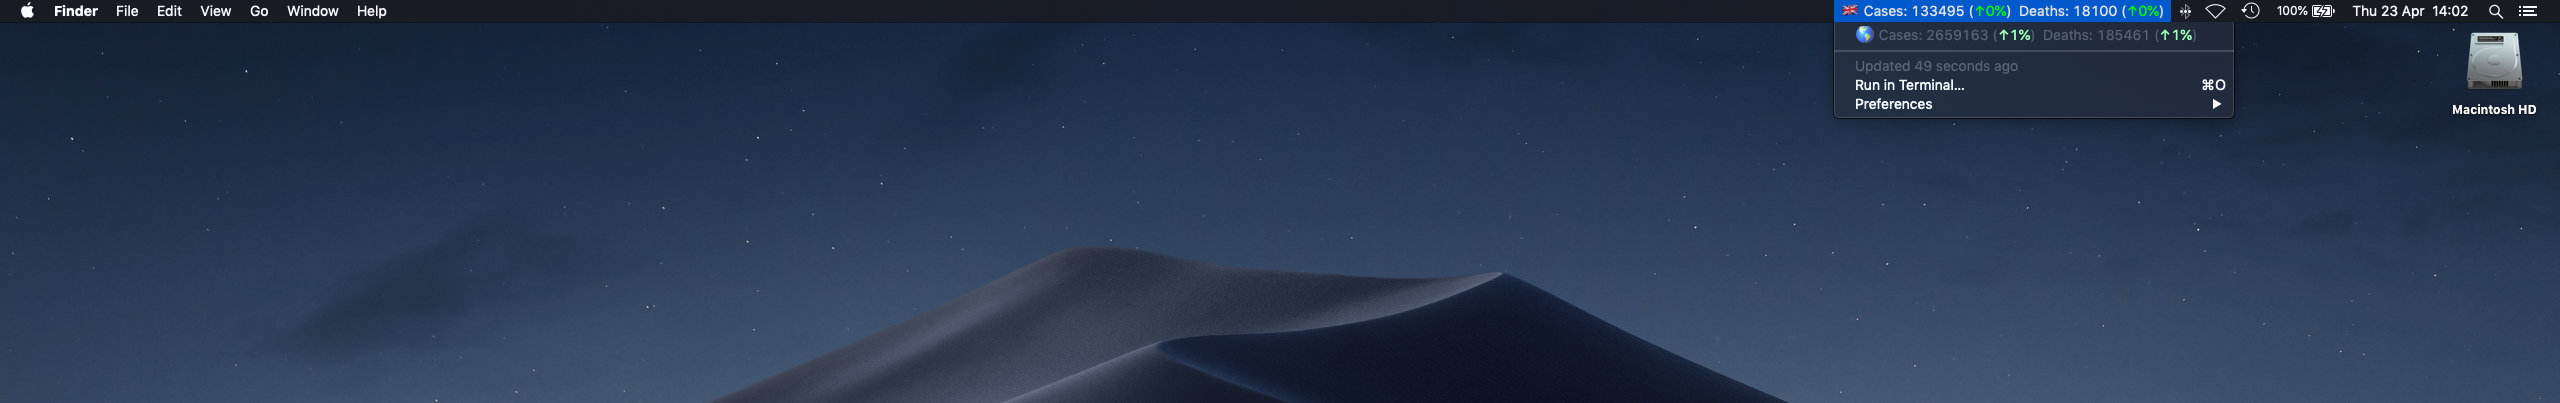 Finder File Edit View Go Window Help 🇬🇧 Cases: 133495 (↑0%) Deaths: 18100 (↑0%) 100% Thu 23 Apr 14:02
🌎 Cases: 2659163 (↑1%) Deaths: 185461 (↑1%)
Updated 49 seconds ago
Run in Terminal... ⌘O
Preferences ▶
Macintosh HD